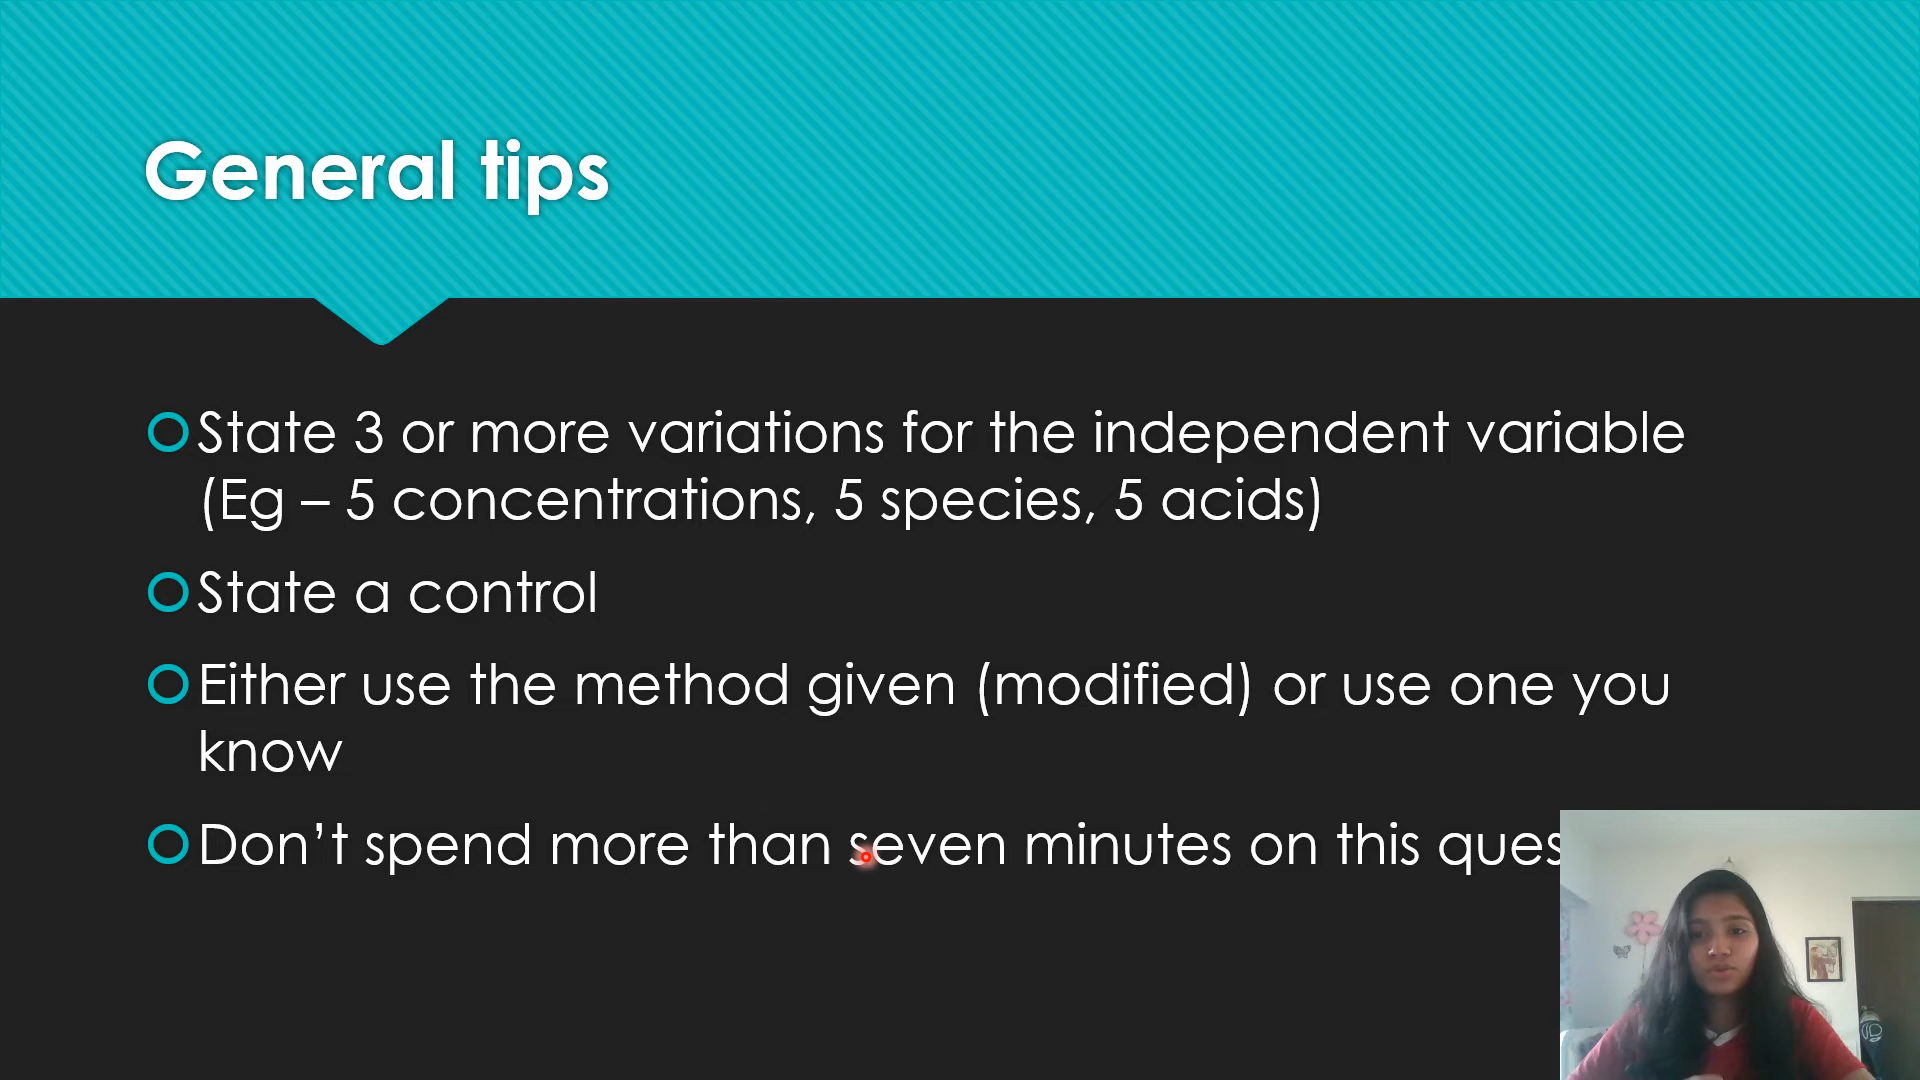 General tips
State 3 or more variations for the independent variable
(Eg – 5 concentrations, 5 species, 5 acids)
State a control
Either use the method given (modified) or use one you
know
Don’t spend more than seven minutes on this